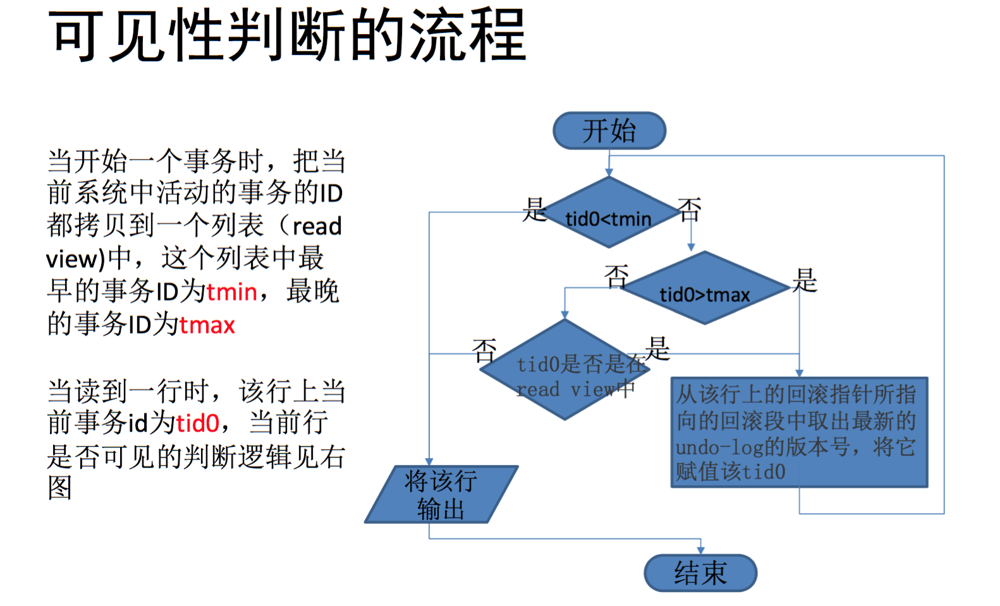 可见性判断的流程
当开始一个事务时，把当
前系统中活动的事务的ID
都拷贝到一个列表（read
view)中，这个列表中最
早的事务ID为tmin，最晚
的事务ID为tmax
当读到一行时，该行上当
前事务id为tid0，当前行
是否可见的判断逻辑见右
图
开始
是
tid0<tmin
否
否
tid0>tmax
是
否
tid0是否是在
read view中
是
从该行上的回滚指针所指
向的回滚段中取出最新的
undo-log的版本号，将它
赋值该tid0
将该行
输出
结束